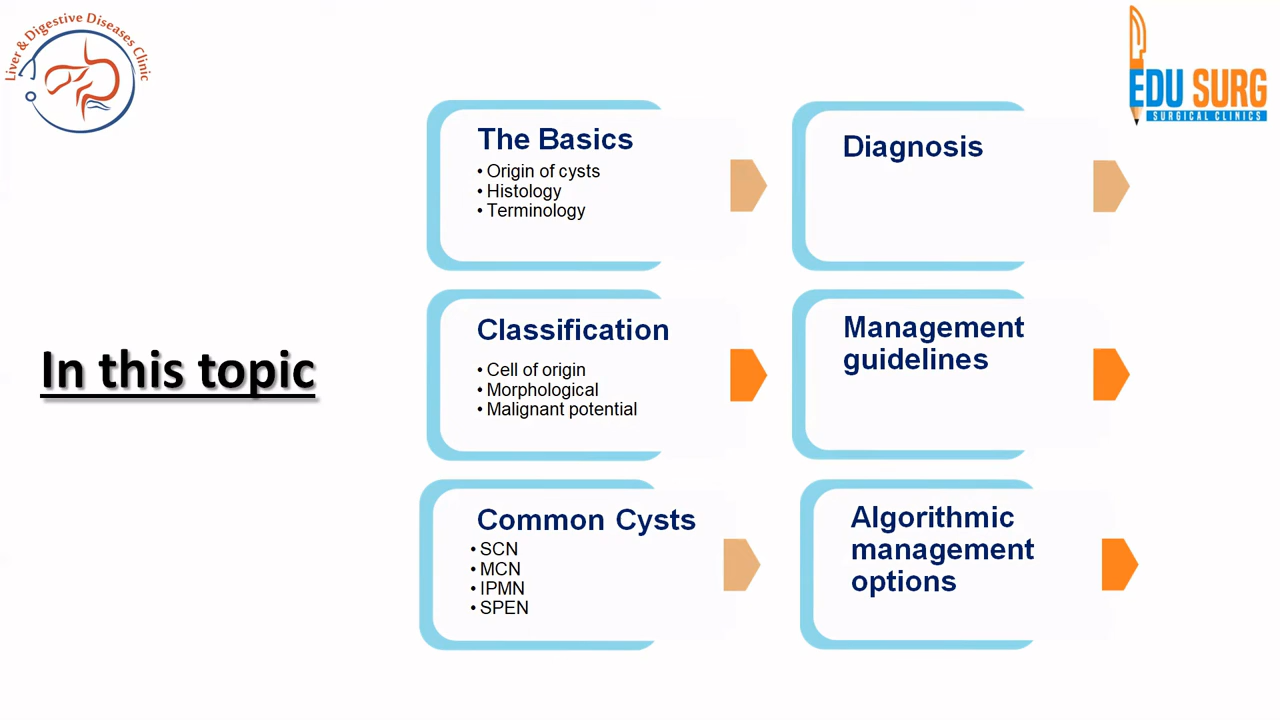 Liver & Digestive Diseases Clinic
EDU SURG
SURGICAL CLINICS
In this topic
The Basics
• Origin of cysts
• Histology
• Terminology
Diagnosis
Classification
• Cell of origin
• Morphological
• Malignant potential
Management
guidelines
Common Cysts
• SCN
• MCN
• IPMN
• SPEN
Algorithmic
management
options